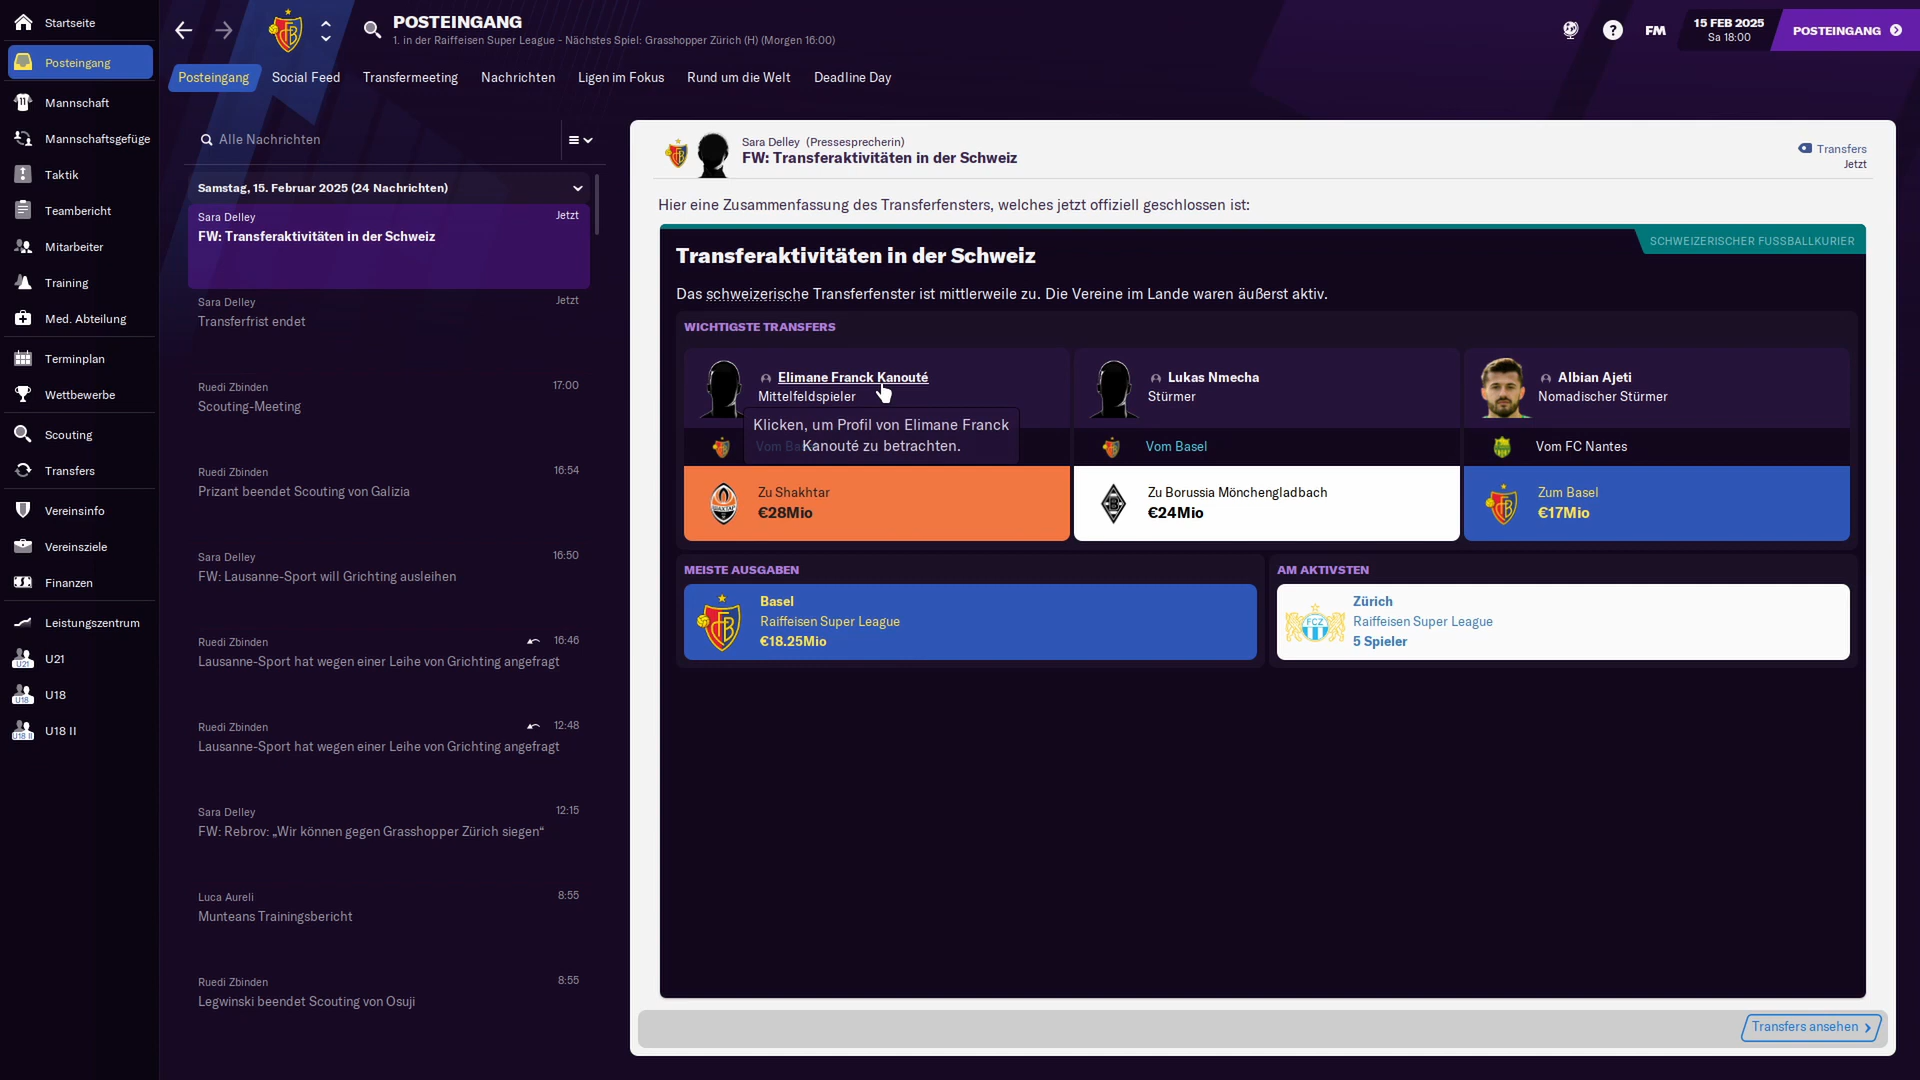 Startseite
Posteingang
Mannschaft
Mannschaftsgefüge
Taktik
Teambericht
Mitarbeiter
Training
Med. Abteilung
Terminplan
Wettbewerbe
Scouting
Transfers
Vereinsinfo
Vereinsziele
Finanzen
Leistungszentrum
U21
U21
U18
U18
U18 II
U18 II
POSTEINGANG
1. in der Raiffeisen Super League - Nächstes Spiel: Grasshopper Zürich (H) (Morgen 16:00)
FM
15 FEB 2025
Sa 18:00
POSTEINGANG
Posteingang
Social Feed
Transfermeeting
Nachrichten
Ligen im Fokus
Rund um die Welt
Deadline Day
Alle Nachrichten
Samstag, 15. Februar 2025 (24 Nachrichten)
Sara Delley
Jetzt
FW: Transferaktivitäten in der Schweiz
Sara Delley
Jetzt
Transferfrist endet
Ruedi Zbinden
17:00
Scouting-Meeting
Ruedi Zbinden
16:54
Prizant beendet Scouting von Galizia
Sara Delley
16:50
FW: Lausanne-Sport will Grichting ausleihen
Ruedi Zbinden
16:46
Lausanne-Sport hat wegen einer Leihe von Grichting angefragt
Ruedi Zbinden
12:48
Lausanne-Sport hat wegen einer Leihe von Grichting angefragt
Sara Delley
12:15
FW: Rebrov: „Wir können gegen Grasshopper Zürich siegen“
Luca Aureli
8:55
Munteans Trainingsbericht
Ruedi Zbinden
8:55
Legwinski beendet Scouting von Osuji
Sara Delley (Pressesprecherin)
FW: Transferaktivitäten in der Schweiz
Transfers
Jetzt
Hier eine Zusammenfassung des Transferfensters, welches jetzt offiziell geschlossen ist:
SCHWEIZERISCHER FUSSBALLKURIER
Transferaktivitäten in der Schweiz
Das schweizerische Transferfenster ist mittlerweile zu. Die Vereine im Lande waren äußerst aktiv.
WICHTIGSTE TRANSFERS
Elimane Franck Kanouté
Mittelfeldspieler
Klicken, um Profil von Elimane Franck
Kanouté zu betrachten.
Zu Shakhtar
€28Mio
Lukas Nmecha
Stürmer
Vom Basel
Zu Borussia Mönchengladbach
€24Mio
Albian Ajeti
Nomadischer Stürmer
Vom FC Nantes
Zum Basel
€17Mio
MEISTE AUSGABEN
Basel
Raiffeisen Super League
€18.25Mio
AM AKTIVSTEN
FCZ
Zürich
Raiffeisen Super League
5 Spieler
Transfers ansehen